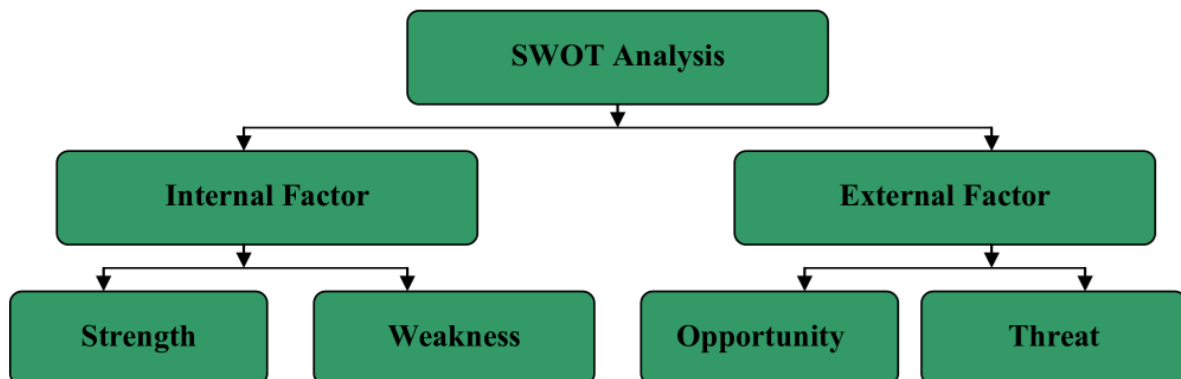 SWOT Analysis
Internal Factor
External Factor
Strength
Weakness
Opportunity
Threat